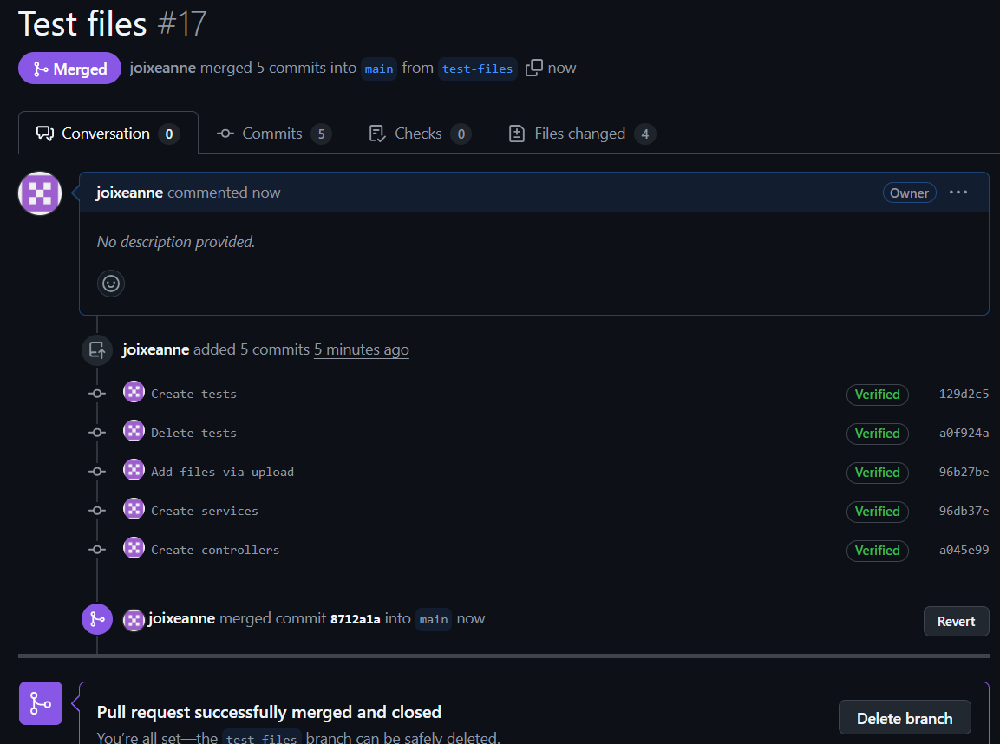 Test files #17
Merged joixeanne merged 5 commits into main from test-files now
Conversation 0 Commits 5 Checks 0 Files changed 4
joixeanne commented now Owner
No description provided.
joixeanne added 5 commits 5 minutes ago
Create tests Verified 129d2c5
Delete tests Verified a0f924a
Add files via upload Verified 96b27be
Create services Verified 96db37e
Create controllers Verified a045e99
joixeanne merged commit 8712a1a into main now Revert
Pull request successfully merged and closed
Delete branch
You're all set—the test-files branch can be safely deleted.